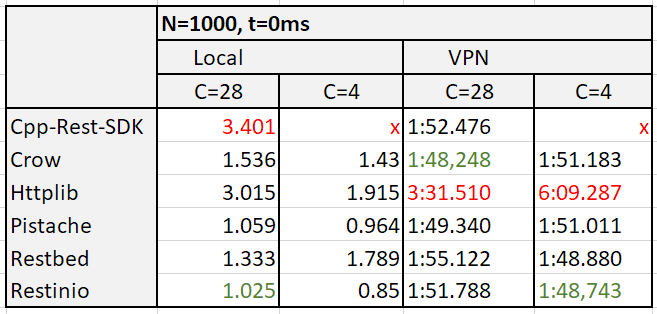 N=1000, t=0ms
Local VPN
C=28 C=4 C=28 C=4
Cpp-Rest-SDK 3.401 x 1:52.476 x
Crow 1.536 1.43 1:48,248 1:51.183
Httplib 3.015 1.915 3:31.510 6:09.287
Pistache 1.059 0.964 1:49.340 1:51.011
Restbed 1.333 1.789 1:55.122 1:48.880
Restinio 1.025 0.85 1:51.788 1:48,743